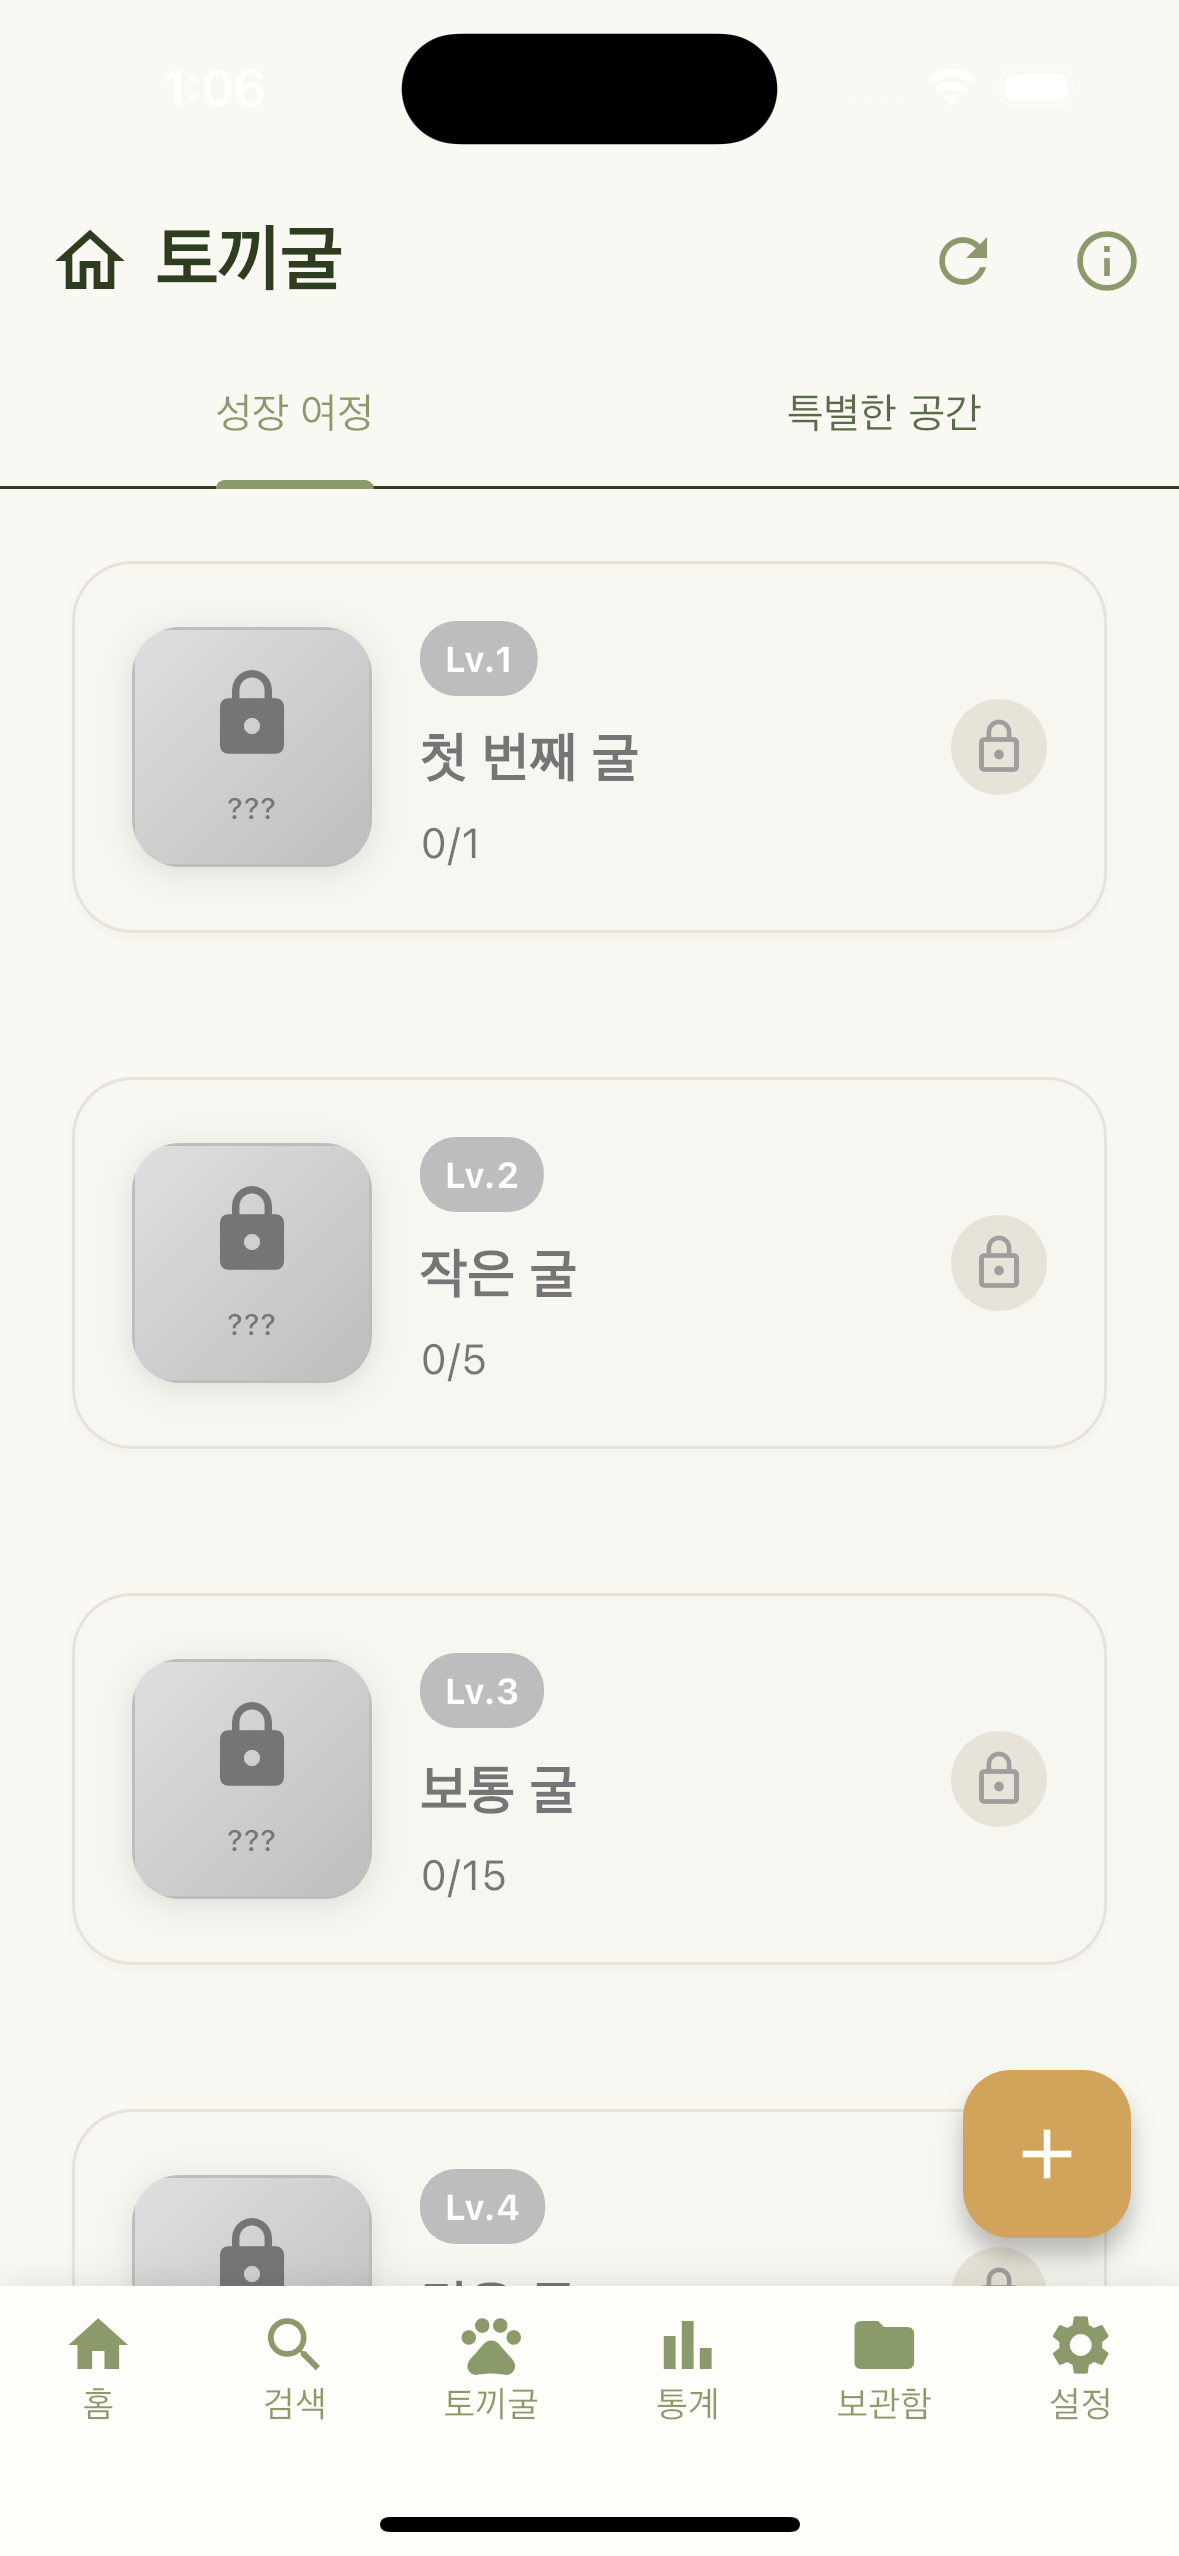 1:06
토끼굴
성장 여정
특별한 공간
Lv.1
첫 번째 굴
???
0/1
Lv.2
작은 굴
???
0/5
Lv.3
보통 굴
???
0/15
Lv.4
홈
검색
토끼굴
통계
보관함
설정